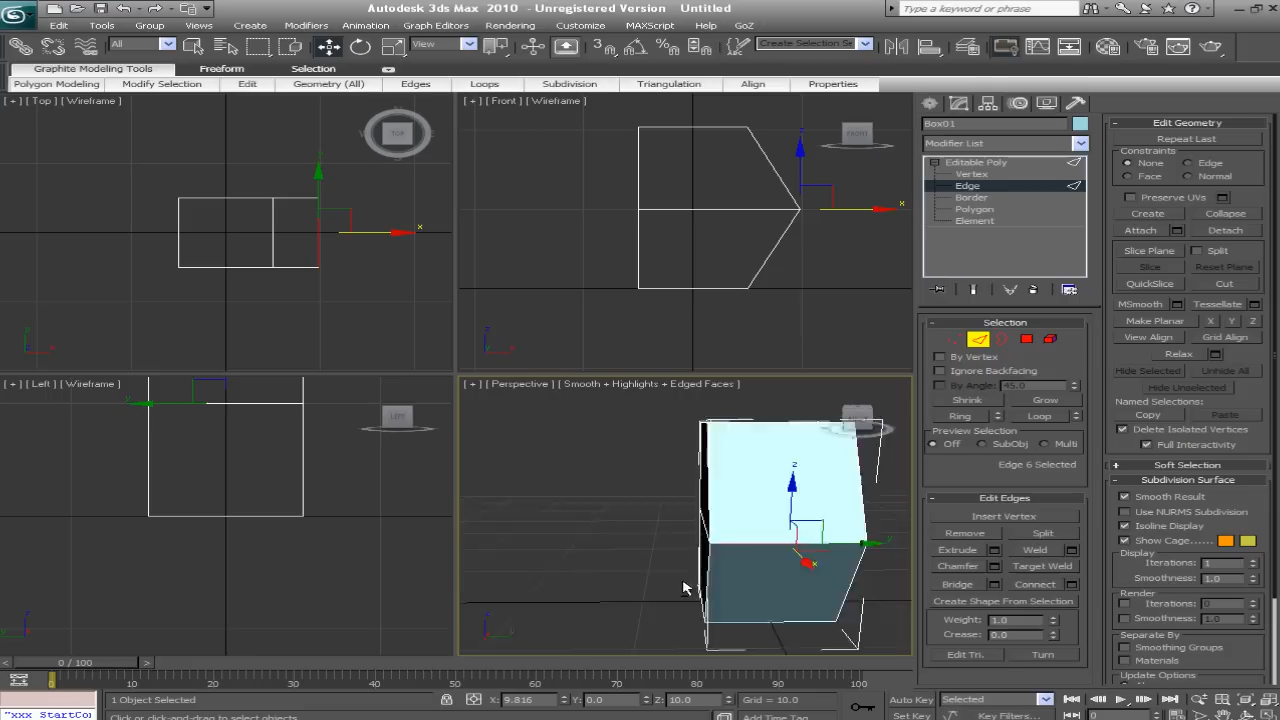 Autodesk 3ds Max 2010 - Unregistered Version Untitled
Type a keyword or phrase
Edit Tools Group Views Create Modifiers Animation Graph Editors Rendering Customize MAXScript Help GoZ
All View Create Selection Se
Graphite Modeling Tools Freeform Selection
Polygon Modeling Modify Selection Edit Geometry (All) Edges Loops Subdivision Triangulation Align Properties
[ + ] [ Top ] [ Wireframe ]
TOP
y
x
[ + ] [ Front ] [ Wireframe ]
FRONT
z
x
[ + ] [ Left ] [ Wireframe ]
LEFT
[ + ] [ Perspective ] [ Smooth + Highlights + Edged Faces ]
z
y
x
Box01
Modifier List
Editable Poly
Vertex
Edge
Border
Polygon
Element
Selection
By Vertex
Ignore Backfacing
By Angle: 45.0
Shrink Grow
Ring Loop
Preview Selection
Off SubObj Multi
Edge 6 Selected
Edit Edges
Insert Vertex
Remove Split
Extrude Weld
Chamfer Target Weld
Bridge Connect
Create Shape From Selection
Weight: 1.0
Crease: 0.0
Edit Tri. Turn
Edit Geometry
Repeat Last
Constraints
None Edge
Face Normal
Preserve UVs
Create Collapse
Attach Detach
Slice Plane Split
Slice Reset Plane
QuickSlice Cut
MSmooth Tessellate
Make Planar X Y Z
View Align Grid Align
Relax
Hide Selected Unhide All
Hide Unselected
Named Selections:
Copy Paste
Delete Isolated Vertices
Full Interactivity
Soft Selection
Subdivision Surface
Smooth Result
Use NURMS Subdivision
Isoline Display
Show Cage......
Display
Iterations: 1
Smoothness: 1.0
Render
Iterations: 0
Smoothness: 1.0
Separate By
Smoothing Groups
Materials
Update Options
0 / 100
0 10 20 30 40 50 60 70 80 90 100
1 Object Selected X: 9.816 Y: 0.0 Z: 10.0 Grid = 10.0 Auto Key Selected
"xxx StartCo Click or click-and-drag to select objects Add Time Tag Set Key Key Filters... 0